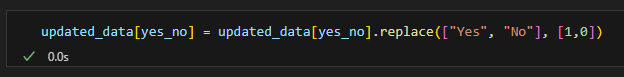 updated_data[yes_no] = updated_data[yes_no].replace(["Yes", "No"], [1,0])
0.0s